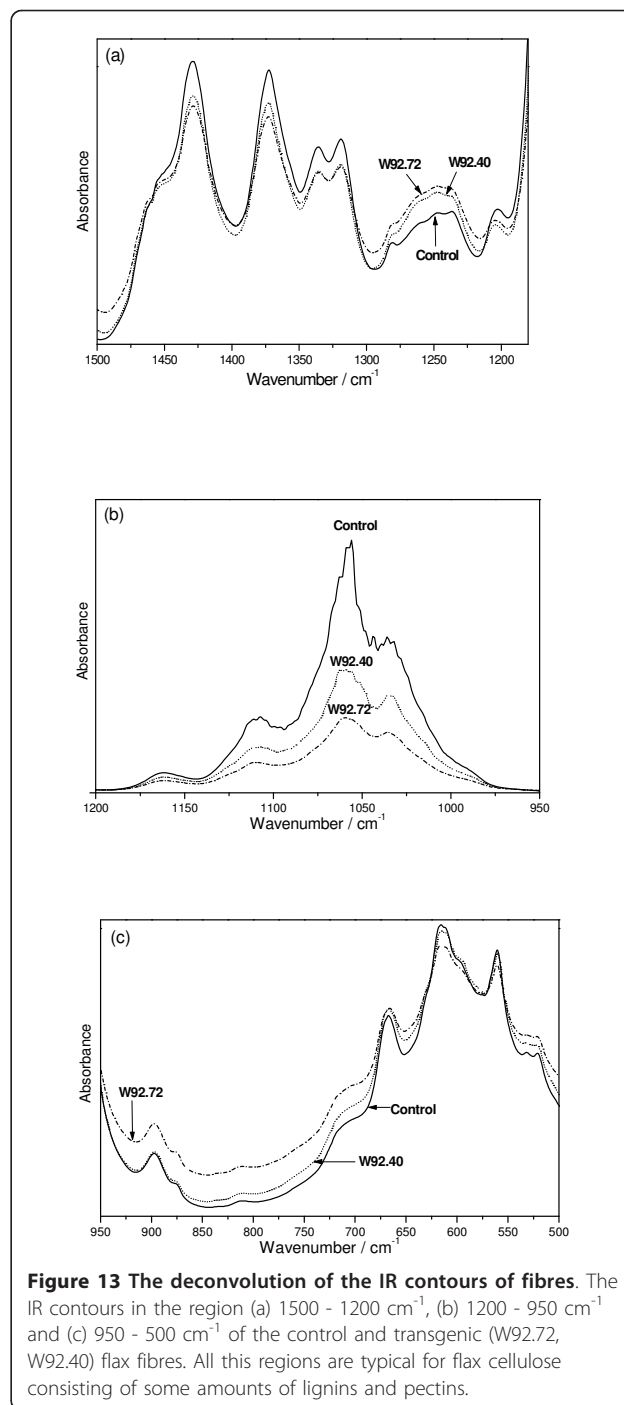 (a)
W92.72
W92.40
Control
Absorbance
1500 1450 1400 1350 1300 1250 1200
Wavenumber / cm-1
(b)
Control
W92.40
W92.72
Absorbance
1200 1150 1100 1050 1000 950
Wavenumber / cm-1
(c)
W92.72
Control
W92.40
Absorbance
950 900 850 800 750 700 650 600 550 500
Wavenumber / cm-1
Figure 13 The deconvolution of the IR contours of fibres. The
IR contours in the region (a) 1500 - 1200 cm-1, (b) 1200 - 950 cm-1
and (c) 950 - 500 cm-1 of the control and transgenic (W92.72,
W92.40) flax fibres. All this regions are typical for flax cellulose
consisting of some amounts of lignins and pectins.